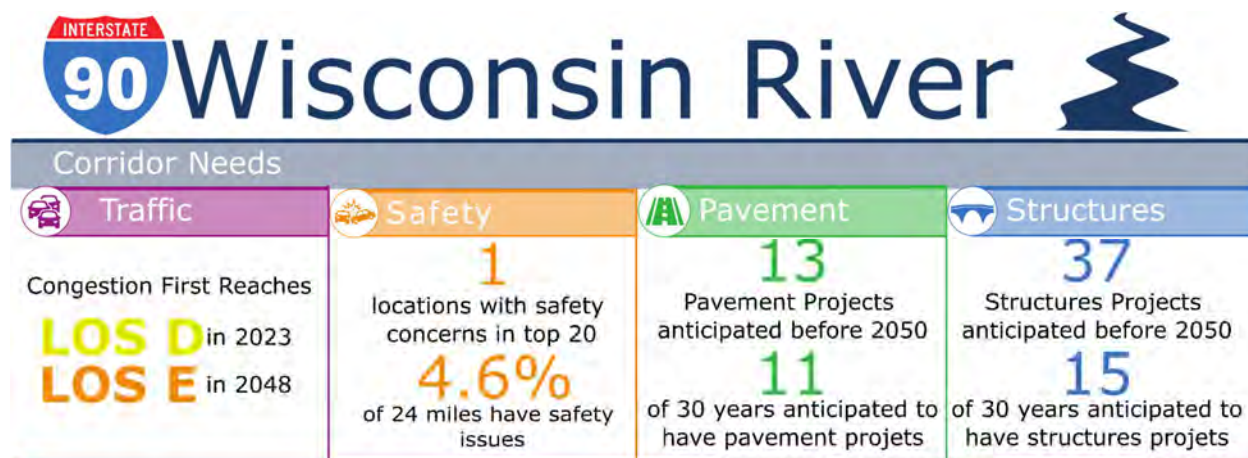 INTERSTATE
90
Wisconsin River
Corridor Needs
Traffic
Congestion First Reaches
LOS D in 2023
LOS E in 2048
Safety
1
locations with safety
concerns in top 20
4.6%
of 24 miles have safety
issues
Pavement
13
Pavement Projects
anticipated before 2050
11
of 30 years anticipated to
have pavement projets
Structures
37
Structures Projects
anticipated before 2050
15
of 30 years anticipated to
have structures projets